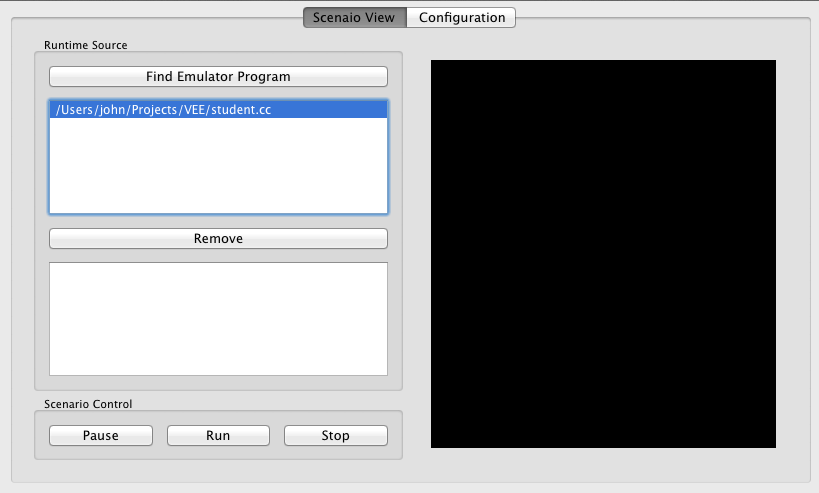 Scenaio View Configuration
Runtime Source
Find Emulator Program
/Users/john/Projects/VEE/student.cc
Remove
Scenario Control
Pause Run Stop